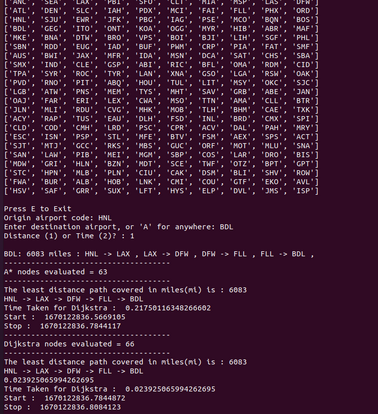 ['ANC', 'SEA', 'LAX', 'PBI', 'SFO', 'CLT', 'MIA', 'MSP', 'LAS', 'DFW']
['ATL', 'DEN', 'SLC', 'IAH', 'PDX', 'MCI', 'FAI', 'FLL', 'PHX', 'ORD']
['HNL', 'SJU', 'EWR', 'JFK', 'PBG', 'IAG', 'PSE', 'MCO', 'BQN', 'BOS']
['BDL', 'GEG', 'ITO', 'ONT', 'KOA', 'OGG', 'MYR', 'HIB', 'ABR', 'MAF']
['MKE', 'BNA', 'DTW', 'BRO', 'VPS', 'BOI', 'BJI', 'LIH', 'SGF', 'PHL']
['SBN', 'RDD', 'EUG', 'IAD', 'BUF', 'PWM', 'CRP', 'PIA', 'FAT', 'SMF']
['AUS', 'BWI', 'JAX', 'MFR', 'IDA', 'MSN', 'DCA', 'SAT', 'CHS', 'SBA']
['SMX', 'IND', 'CLE', 'GSP', 'ABI', 'RIC', 'BFL', 'OMA', 'RDM', 'CID']
['TPA', 'SYR', 'ROC', 'TYR', 'LAN', 'XNA', 'GSO', 'LGA', 'RSW', 'OAK']
['PVD', 'RNO', 'PIT', 'ABQ', 'HOU', 'TUL', 'LIT', 'MSY', 'OKC', 'SJC']
['LGB', 'ATW', 'PNS', 'MEM', 'TYS', 'MHT', 'SAV', 'GRB', 'ABE', 'JAN']
['OAJ', 'FAR', 'ERI', 'LEX', 'CWA', 'MSO', 'TTN', 'AMA', 'CLL', 'BTR']
['JLN', 'MLI', 'RDU', 'CVG', 'MHK', 'MOB', 'TLH', 'BHM', 'CAE', 'TXK']
['ACY', 'RAP', 'TUS', 'EAU', 'DLH', 'FSD', 'INL', 'BRD', 'CMX', 'SPI']
['CLD', 'COD', 'CMH', 'LRD', 'PSC', 'CPR', 'ACV', 'DAL', 'PAH', 'MRY']
['ESC', 'ISN', 'PSP', 'STL', 'MFE', 'BTV', 'FSM', 'AEX', 'SPS', 'ACT']
['SJT', 'MTJ', 'GCC', 'RKS', 'MBS', 'GUC', 'ORF', 'MOT', 'MLU', 'SNA']
['SAN', 'LAW', 'PIB', 'MEI', 'MGM', 'SBP', 'COS', 'LAR', 'DRO', 'BIS']
['MDW', 'GRI', 'HLN', 'BZN', 'MDT', 'SCE', 'TWF', 'OTZ', 'BPT', 'GPT']
['STC', 'HPN', 'MLB', 'PLN', 'CIU', 'CAK', 'DSM', 'BLI', 'SHV', 'ROW']
['FWA', 'BUR', 'ALB', 'HOB', 'LNK', 'CMI', 'COU', 'GTF', 'EKO', 'AVL']
['HSV', 'SAF', 'GRR', 'SUX', 'LFT', 'HYS', 'ELP', 'DVL', 'JMS', 'ISP']
Press E to Exit
Origin airport code: HNL
Enter destination airport, or 'A' for anywhere: BDL
Distance (1) or Time (2)? : 1
BDL: 6083 miles : HNL -> LAX , LAX -> DFW , DFW -> FLL , FLL -> BDL ,
--------------------------------------
A* nodes evaluated = 63
--------------------------------------
The least distance path covered in miles(mi) is : 6083
HNL -> LAX -> DFW -> FLL -> BDL
Time Taken for Dijkstra : 0.21750116348266602
Start : 1670122836.5669105
Stop : 1670122836.7844117
--------------------------------------
Dijkstra nodes evaluated = 66
--------------------------------------
The least distance path covered in miles(mi) is : 6083
HNL -> LAX -> DFW -> FLL -> BDL
0.023925065994262695
Time Taken for Dijkstra : 0.023925065994262695
Start : 1670122836.7844872
Stop : 1670122836.8084123